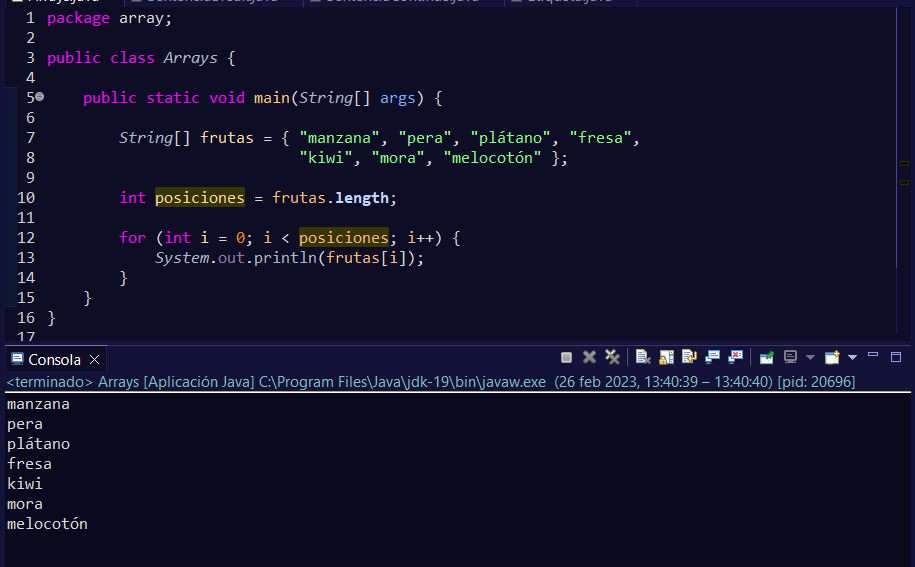 1 package array;
2
3 public class Arrays {
4
5 public static void main(String[] args) {
6
7 String[] frutas = { "manzana", "pera", "plátano", "fresa",
8 "kiwi", "mora", "melocotón" };
9
10 int posiciones = frutas.length;
11
12 for (int i = 0; i < posiciones; i++) {
13 System.out.println(frutas[i]);
14 }
15 }
16 }
17
Consola
<terminado> Arrays [Aplicación Java] C:\Program Files\Java\jdk-19\bin\javaw.exe (26 feb 2023, 13:40:39 – 13:40:40) [pid: 20696]
manzana
pera
plátano
fresa
kiwi
mora
melocotón